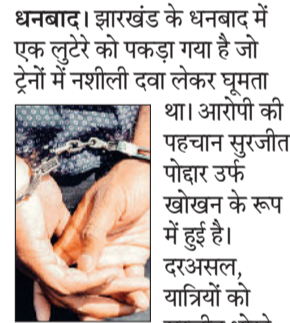 धनबाद। झारखंड के धनबाद में
एक लुटेरे को पकड़ा गया है जो
ट्रेनों में नशीली दवा लेकर घूमता
था। आरोपी की
पहचान सुरजीत
पोद्दार उर्फ
खोखन के रूप
में हुई है।
दरअसल,
यात्रियों को